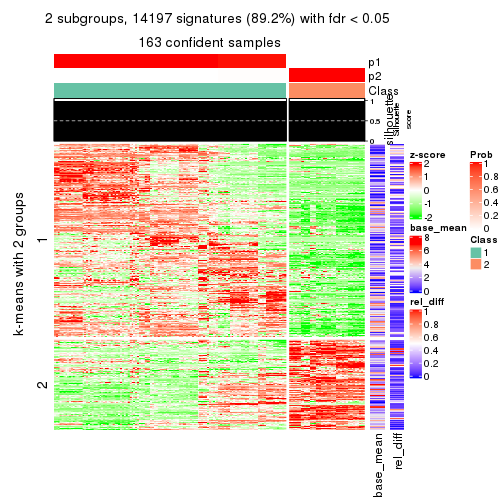 2 subgroups, 14197 signatures (89.2%) with fdr < 0.05
163 confident samples
p1
p2
Class
silhouette
Silhouette
score
1
0.5
0
k-means with 2 groups
1
2
base_mean
rel_diff
z-score
2
1
0
-1
-2
base_mean
8
6
4
2
0
rel_diff
1
0.8
0.6
0.4
0.2
0
Prob
1
0.8
0.6
0.4
0.2
0
Class
1
2